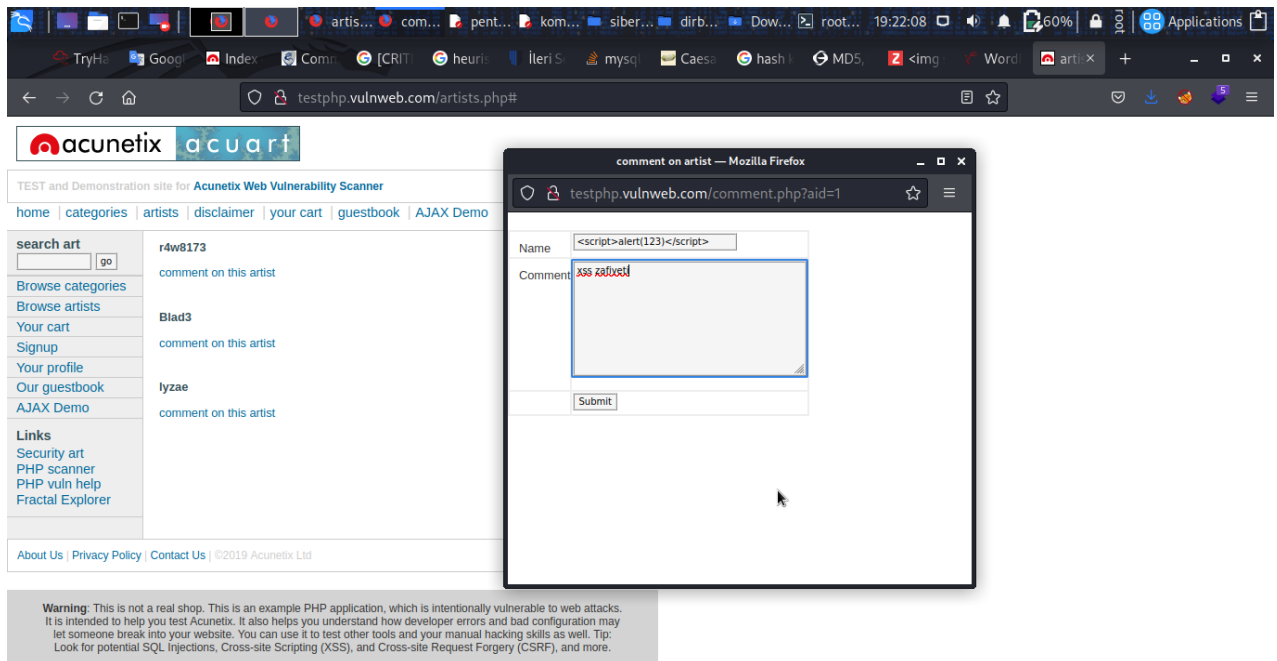 artis... com... pent... kom... siber... dirb... Dow... root... 19:22:08 60% Applications
TryHa Googl Index Comn [CRITI heuris İleri S mysql Caesa hash k MD5, <img Word artis ×
testphp.vulnweb.com/artists.php#
5
acunetix acuart
TEST and Demonstration site for Acunetix Web Vulnerability Scanner
home | categories | artists | disclaimer | your cart | guestbook | AJAX Demo
search art
go
Browse categories
Browse artists
Your cart
Signup
Your profile
Our guestbook
AJAX Demo
Links
Security art
PHP scanner
PHP vuln help
Fractal Explorer
r4w8173
comment on this artist
Blad3
comment on this artist
lyzae
comment on this artist
comment on artist — Mozilla Firefox
testphp.vulnweb.com/comment.php?aid=1
Name <script>alert(123)</script>
Comment xss zafiyeti
Submit
About Us | Privacy Policy | Contact Us | ©2019 Acunetix Ltd
Warning: This is not a real shop. This is an example PHP application, which is intentionally vulnerable to web attacks.
It is intended to help you test Acunetix. It also helps you understand how developer errors and bad configuration may
let someone break into your website. You can use it to test other tools and your manual hacking skills as well. Tip:
Look for potential SQL Injections, Cross-site Scripting (XSS), and Cross-site Request Forgery (CSRF), and more.